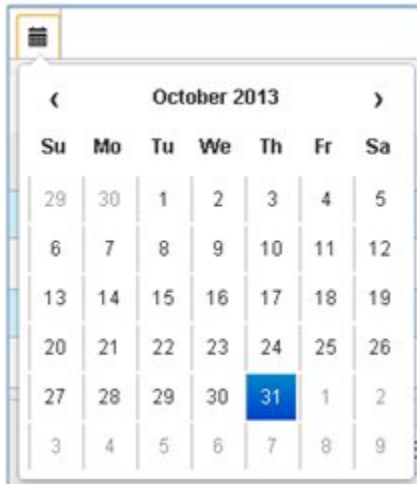 ‹ October 2013 ›
Su Mo Tu We Th Fr Sa
29 30 1 2 3 4 5
6 7 8 9 10 11 12
13 14 15 16 17 18 19
20 21 22 23 24 25 26
27 28 29 30 31 1 2
3 4 5 6 7 8 9